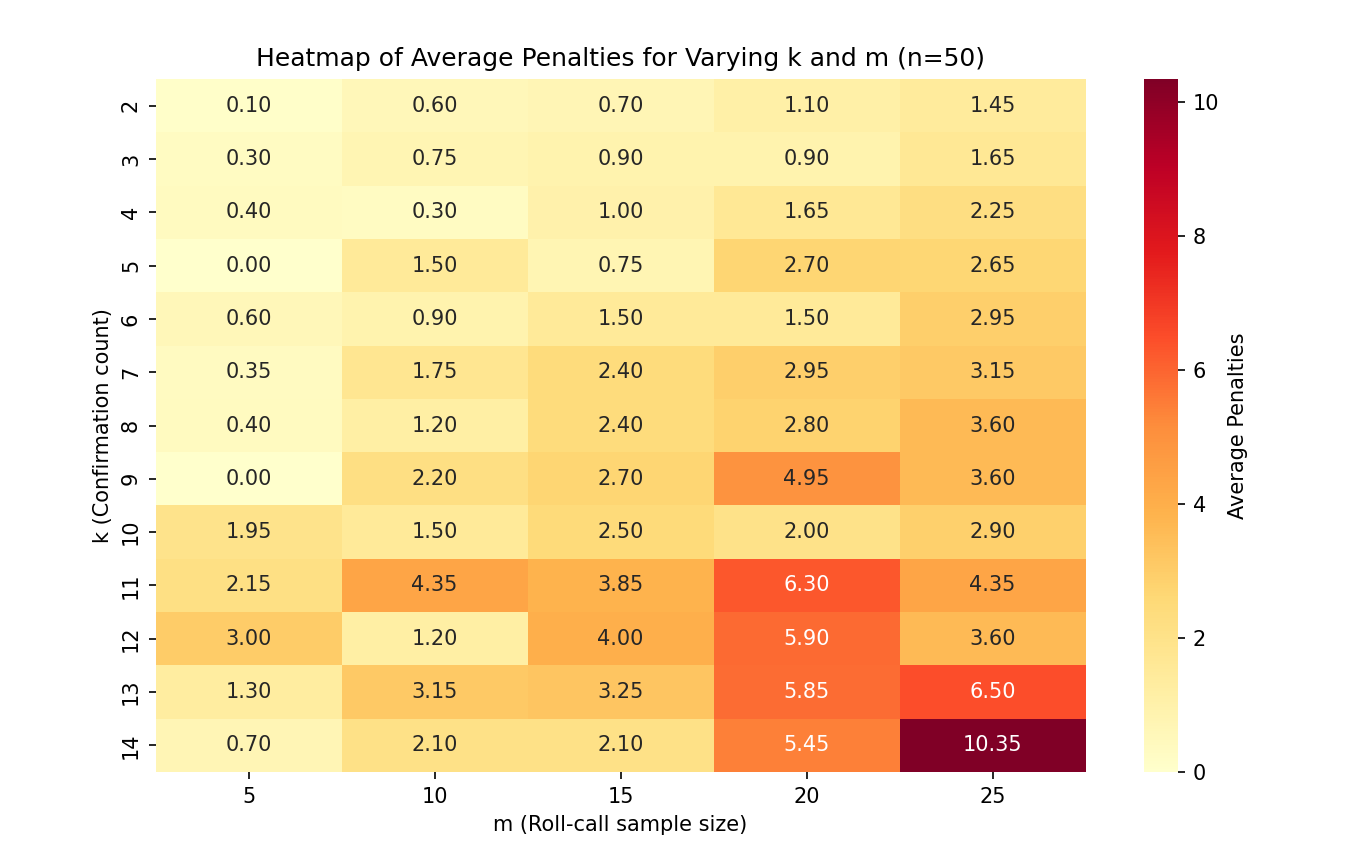 Heatmap of Average Penalties for Varying k and m (n=50)
k (Confirmation count)
2 0.10 0.60 0.70 1.10 1.45
3 0.30 0.75 0.90 0.90 1.65
4 0.40 0.30 1.00 1.65 2.25
5 0.00 1.50 0.75 2.70 2.65
6 0.60 0.90 1.50 1.50 2.95
7 0.35 1.75 2.40 2.95 3.15
8 0.40 1.20 2.40 2.80 3.60
9 0.00 2.20 2.70 4.95 3.60
10 1.95 1.50 2.50 2.00 2.90
11 2.15 4.35 3.85 6.30 4.35
12 3.00 1.20 4.00 5.90 3.60
13 1.30 3.15 3.25 5.85 6.50
14 0.70 2.10 2.10 5.45 10.35
5 10 15 20 25
m (Roll-call sample size)
10
8
6
4
2
0
Average Penalties